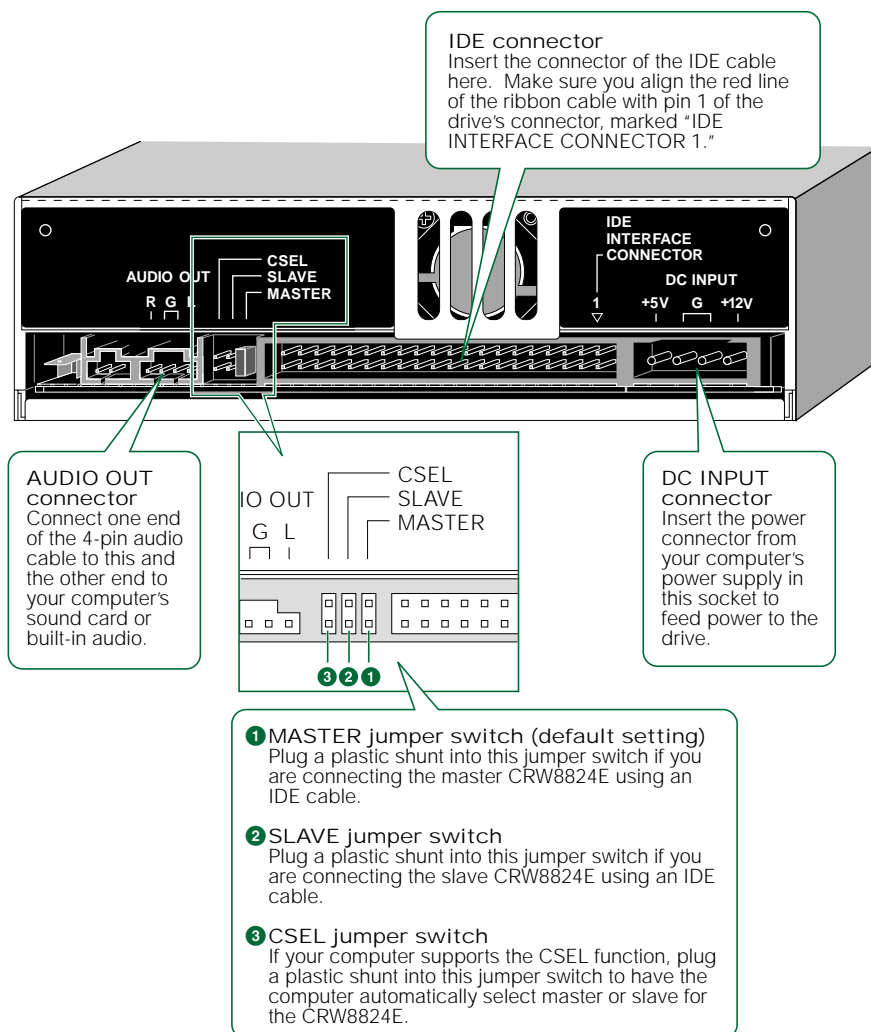 IDE connector
Insert the connector of the IDE cable
here. Make sure you align the red line
of the ribbon cable with pin 1 of the
drive's connector, marked “IDE
INTERFACE CONNECTOR 1.”
CSEL
SLAVE
MASTER
AUDIO OUT
R G L
IDE
INTERFACE
CONNECTOR
DC INPUT
1 +5V G +12V
AUDIO OUT
connector
Connect one end
of the 4-pin audio
cable to this and
the other end to
your computer's
sound card or
built-in audio.
CSEL
SLAVE
MASTER
IO OUT
G L
3 2 1
DC INPUT
connector
Insert the power
connector from
your computer's
power supply in
this socket to
feed power to the
drive.
1 MASTER jumper switch (default setting)
Plug a plastic shunt into this jumper switch if you
are connecting the master CRW8824E using an
IDE cable.
2 SLAVE jumper switch
Plug a plastic shunt into this jumper switch if you
are connecting the slave CRW8824E using an IDE
cable.
3 CSEL jumper switch
If your computer supports the CSEL function, plug
a plastic shunt into this jumper switch to have the
computer automatically select master or slave for
the CRW8824E.